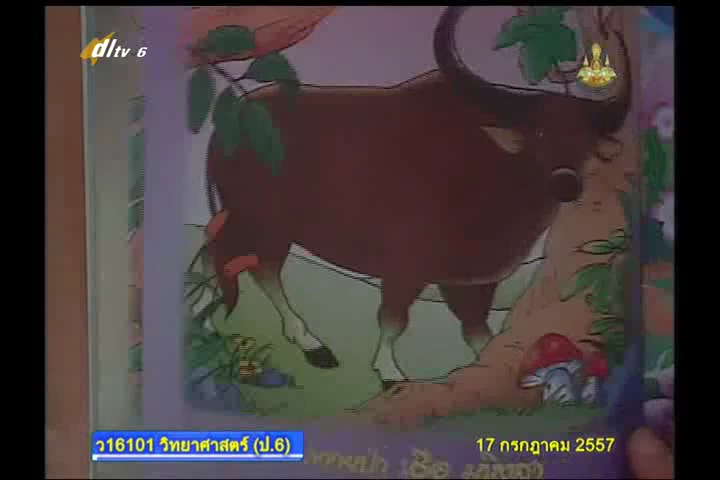 dltv 6
ว16101 วิทยาศาสตร์ (ป.6)
17 กรกฎาคม 2557